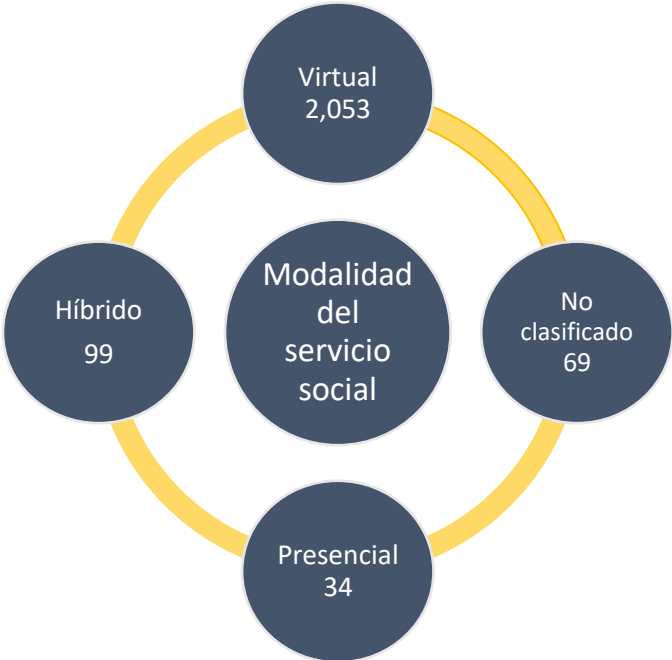 Virtual
2,053
Híbrido
99
Modalidad
del
servicio
social
No
clasificado
69
Presencial
34